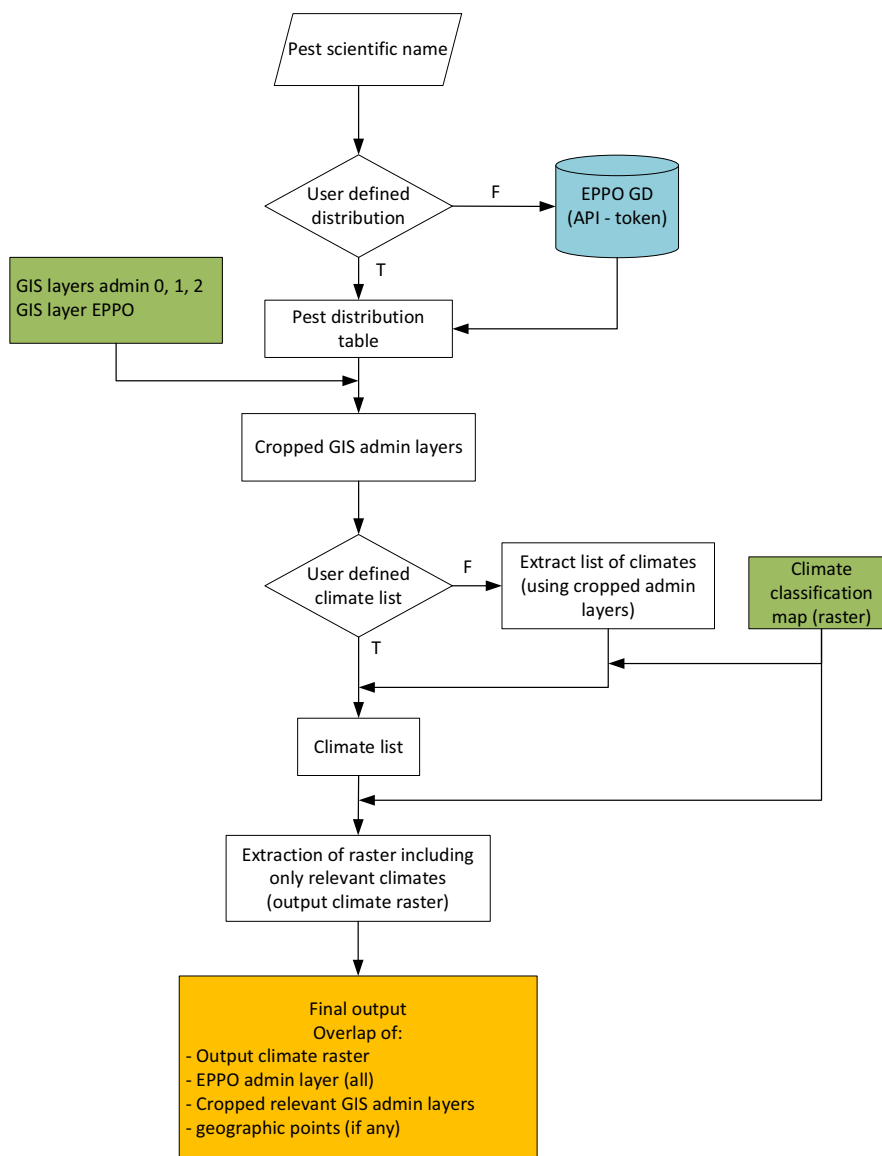 Pest scientific name
User defined
distribution
F
EPPO GD
(API - token)
T
GIS layers admin 0, 1, 2
GIS layer EPPO
Pest distribution
table
Cropped GIS admin layers
User defined
climate list
F
Extract list of climates
(using cropped admin
layers)
Climate
classification
map (raster)
T
Climate list
Extraction of raster including
only relevant climates
(output climate raster)
Final output
Overlap of:
- Output climate raster
- EPPO admin layer (all)
- Cropped relevant GIS admin layers
- geographic points (if any)